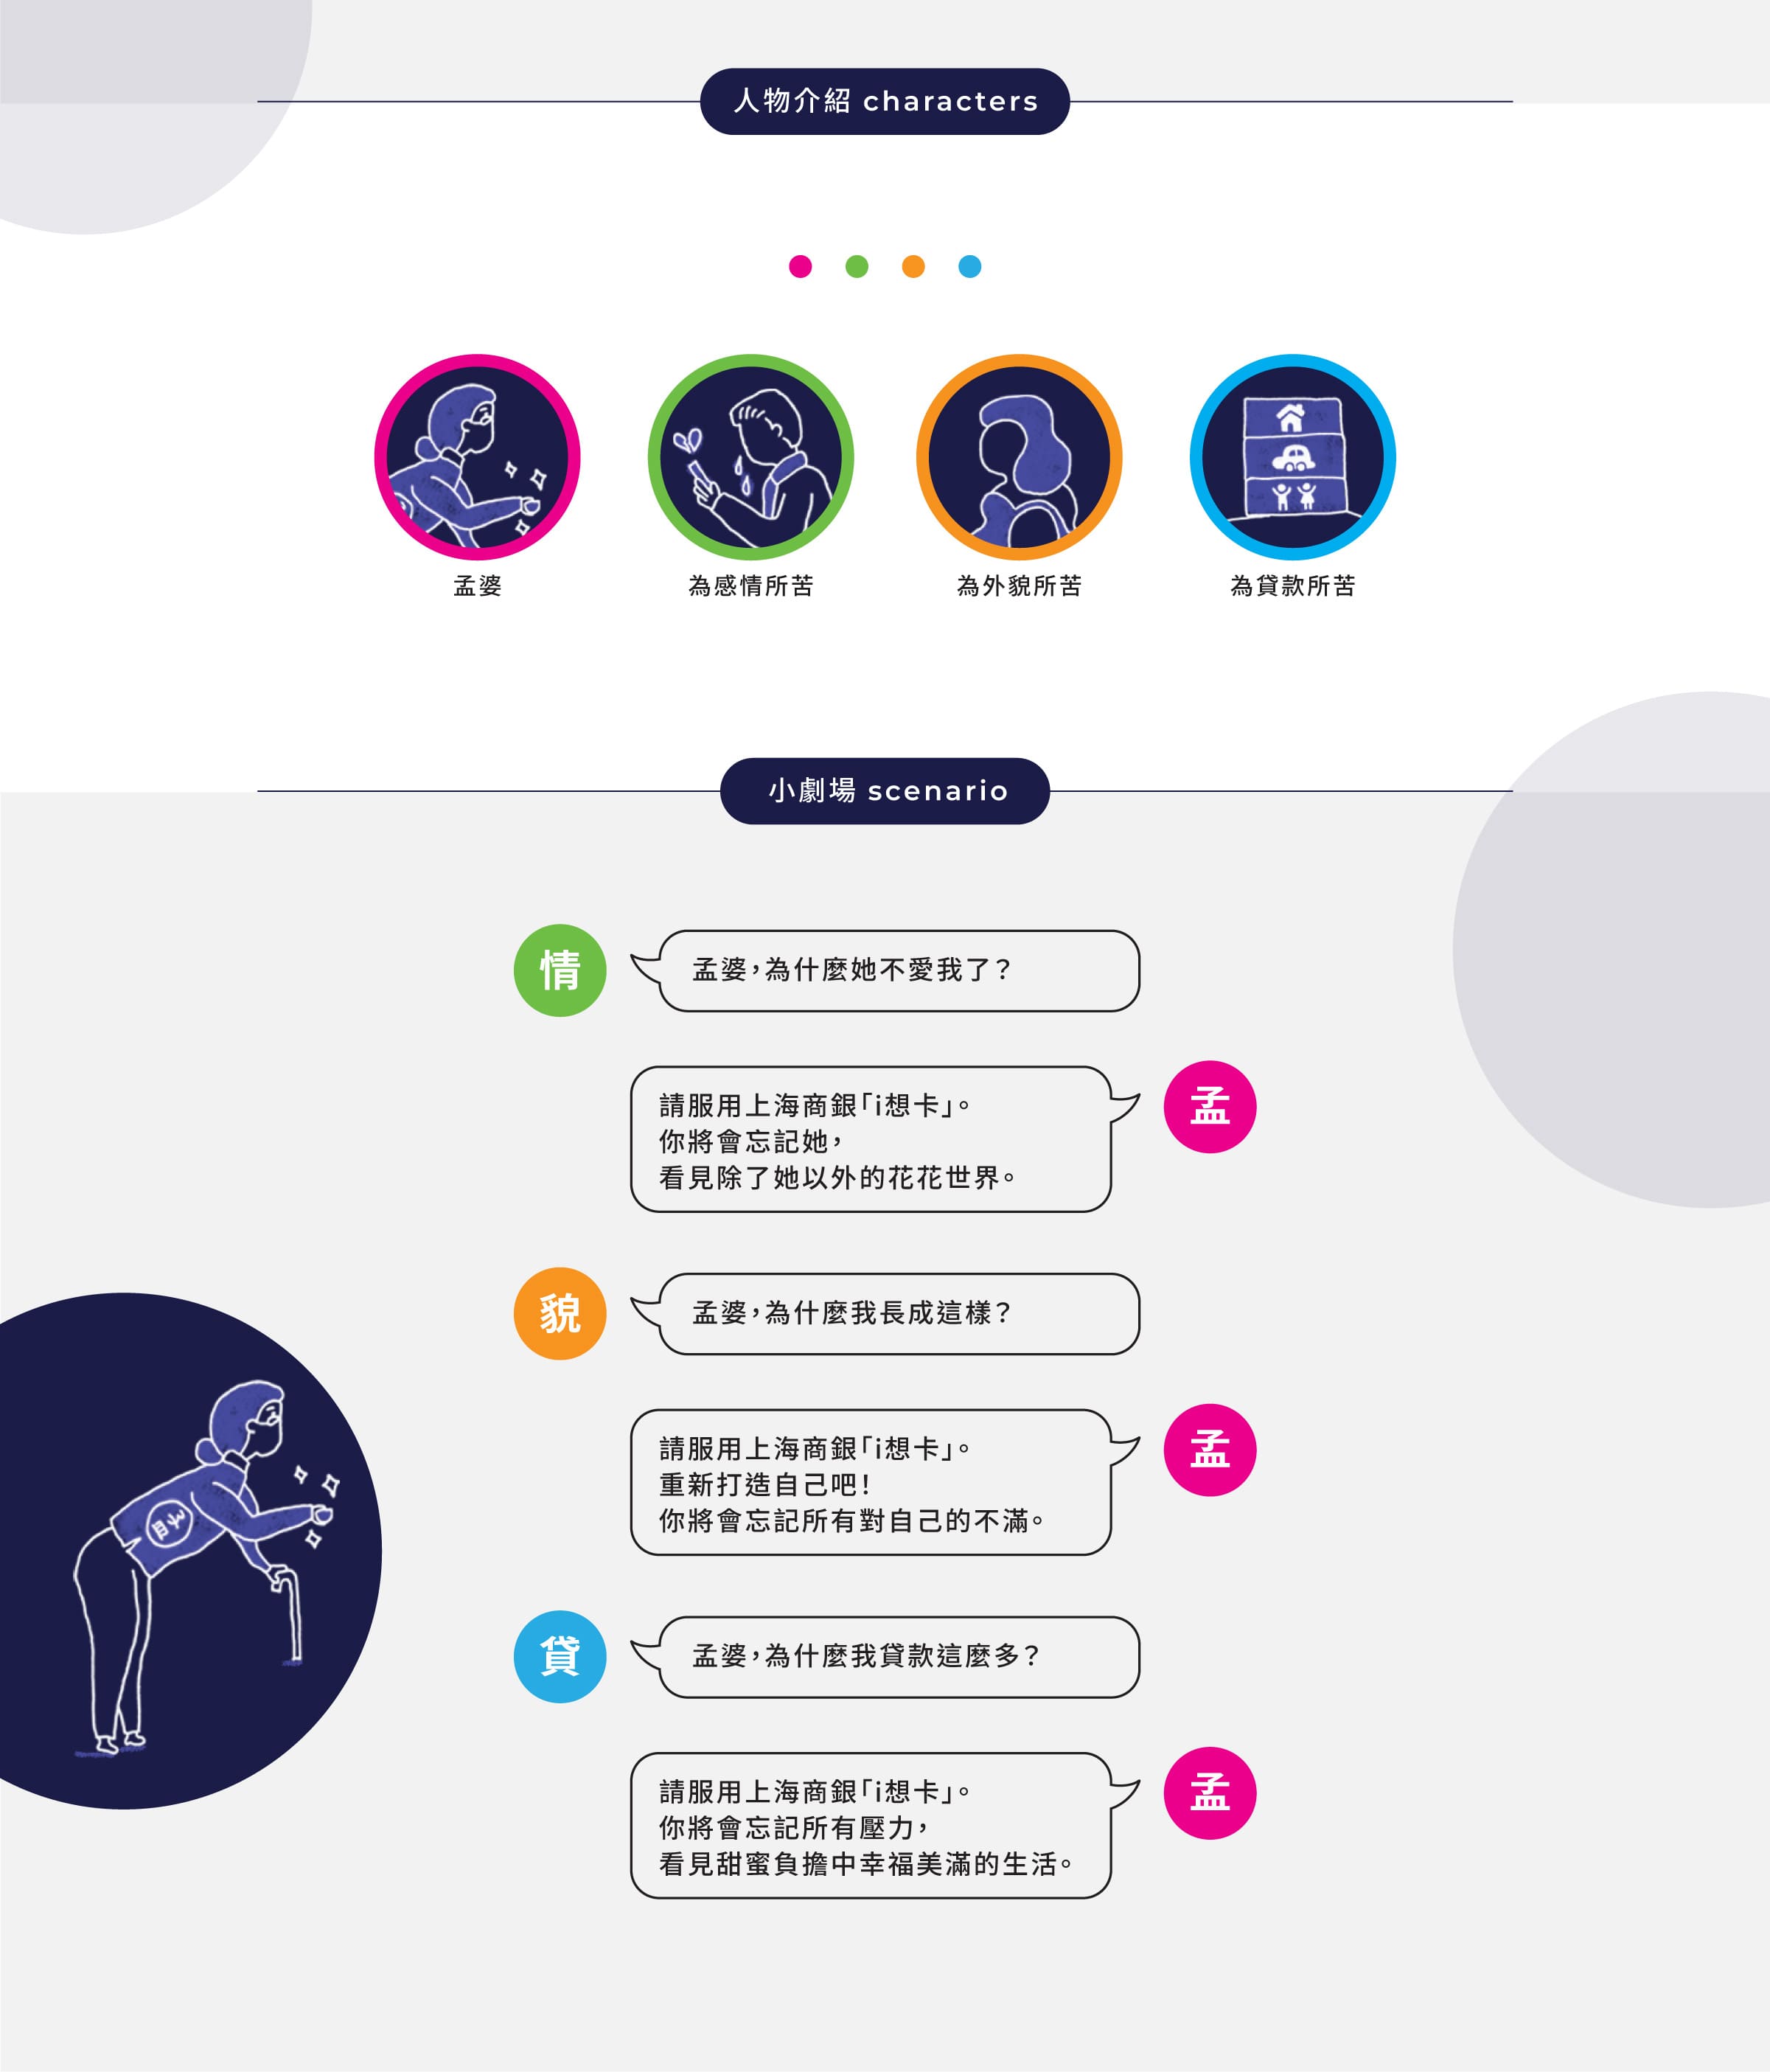 人物介紹 characters
孟婆
為感情所苦
為外貌所苦
為貸款所苦
小劇場 scenario
情
孟婆，為什麼她不愛我了？
請服用上海商銀「i想卡」。
你將會忘記她，
看見除了她以外的花花世界。
孟
貌
孟婆，為什麼我長成這樣？
請服用上海商銀「i想卡」。
重新打造自己吧！
你將會忘記所有對自己的不滿。
孟
貸
孟婆，為什麼我貸款這麼多？
請服用上海商銀「i想卡」。
你將會忘記所有壓力，
看見甜蜜負擔中幸福美滿的生活。
孟
孟